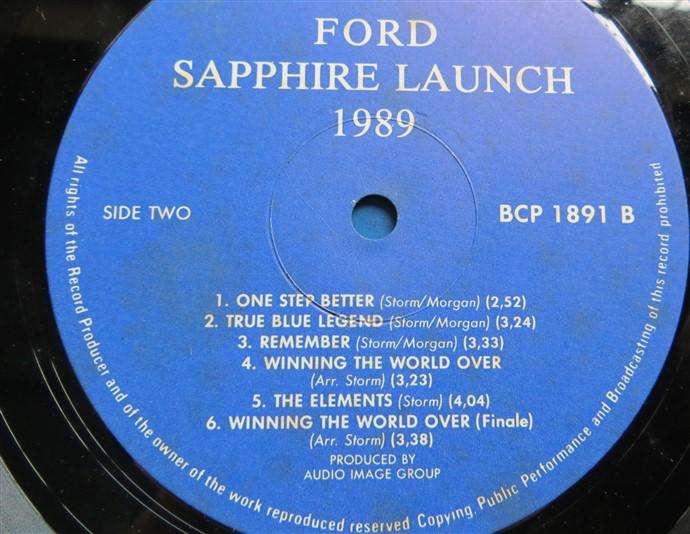 FORD
SAPPHIRE LAUNCH
1989
SIDE TWO
BCP 1891 B
1. ONE STEP BETTER (Storm/Morgan) (2,52)
2. TRUE BLUE LEGEND (Storm/Morgan) (3,24)
3. REMEMBER (Storm/Morgan) (3,33)
4. WINNING THE WORLD OVER
(Arr. Storm) (3,23)
5. THE ELEMENTS (Storm) (4,04)
6. WINNING THE WORLD OVER (Finale)
(Arr. Storm) (3,38)
PRODUCED BY
AUDIO IMAGE GROUP
All rights of the Record Producer and of the owner of the work reproduced reserved. Copying, Public Performance and Broadcasting of this record prohibited